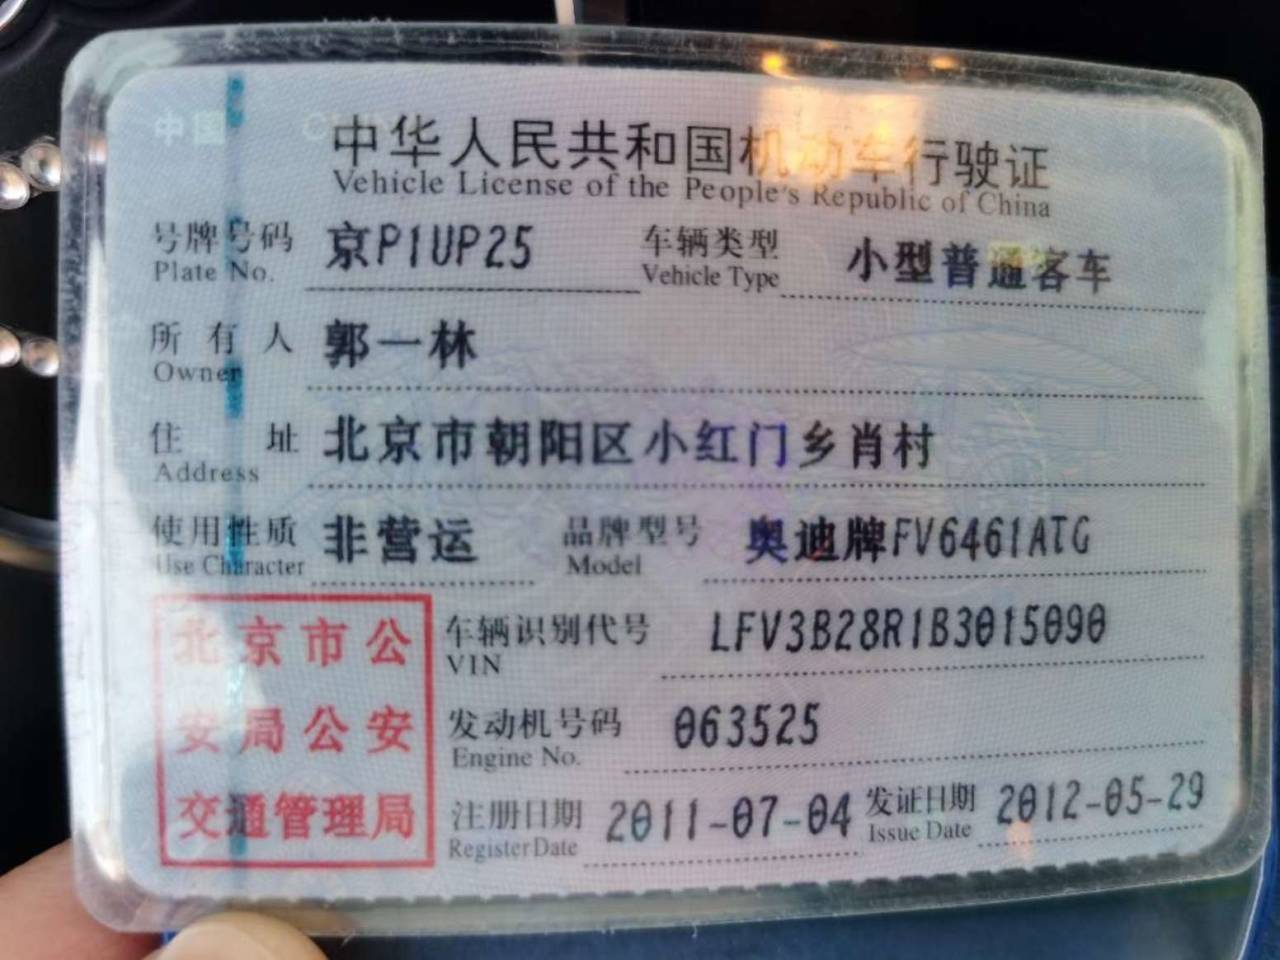 中国 C
中华人民共和国机动车行驶证
Vehicle License of the People's Republic of China
号牌号码 京P1UP25 车辆类型 小型普通客车
Plate No. Vehicle Type
所有人 郭一林
Owner
住址 北京市朝阳区小红门乡肖村
Address
使用性质 非营运 品牌型号 奥迪牌FV6461ATG
Use Character Model
北京市公
安局公安
交通管理局
车辆识别代号 LFV3B28R1B3015090
VIN
发动机号码 063525
Engine No.
注册日期 2011-07-04 发证日期 2012-05-29
Register Date Issue Date